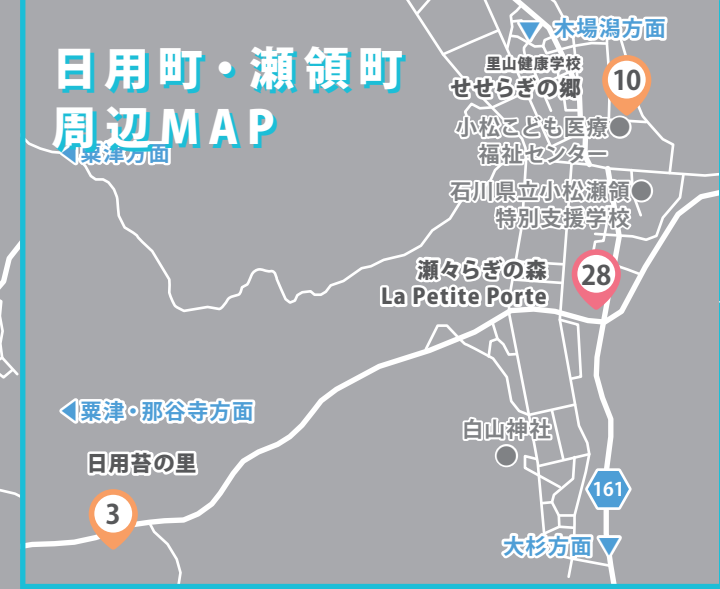 日用町・瀬領町
周辺MAP
木場潟方面
里山健康学校
せせらぎの郷
10
小松こども医療
福祉センター
粟津方面
石川県立小松瀬領
特別支援学校
瀬々らぎの森
La Petite Porte
28
粟津・那谷寺方面
白山神社
日用苔の里
3
161
大杉方面